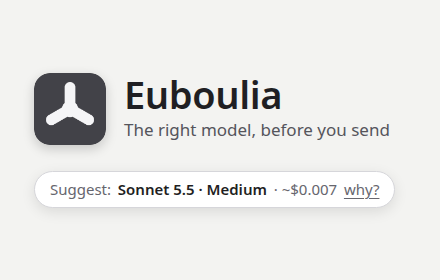 Euboulia
The right model, before you send
Suggest: Sonnet 5.5 · Medium · ~$0.007 why?